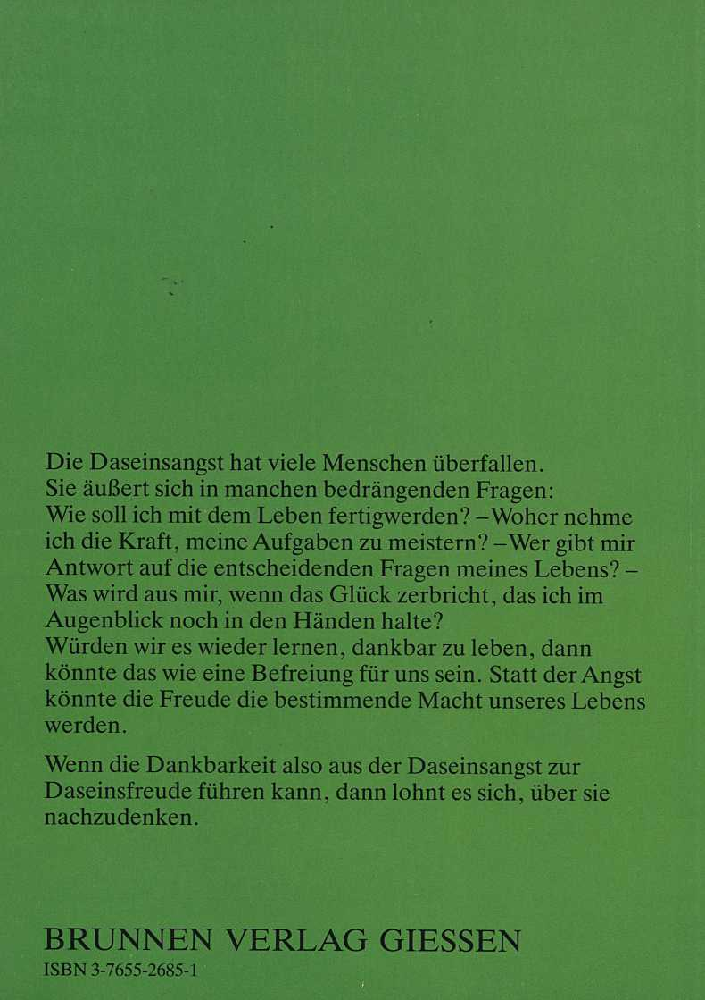 Die Daseinsangst hat viele Menschen überfallen.
Sie äußert sich in manchen bedrängenden Fragen:
Wie soll ich mit dem Leben fertigwerden? – Woher nehme
ich die Kraft, meine Aufgaben zu meistern? – Wer gibt mir
Antwort auf die entscheidenden Fragen meines Lebens? –
Was wird aus mir, wenn das Glück zerbricht, das ich im
Augenblick noch in den Händen halte?
Würden wir es wieder lernen, dankbar zu leben, dann
könnte das wie eine Befreiung für uns sein. Statt der Angst
könnte die Freude die bestimmende Macht unseres Lebens
werden.
Wenn die Dankbarkeit also aus der Daseinsangst zur
Daseinsfreude führen kann, dann lohnt es sich, über sie
nachzudenken.
BRUNNEN VERLAG GIESSEN
ISBN 3-7655-2685-1